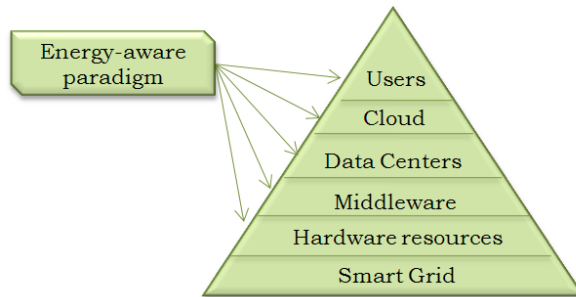 Energy-aware
paradigm
Users
Cloud
Data Centers
Middleware
Hardware resources
Smart Grid